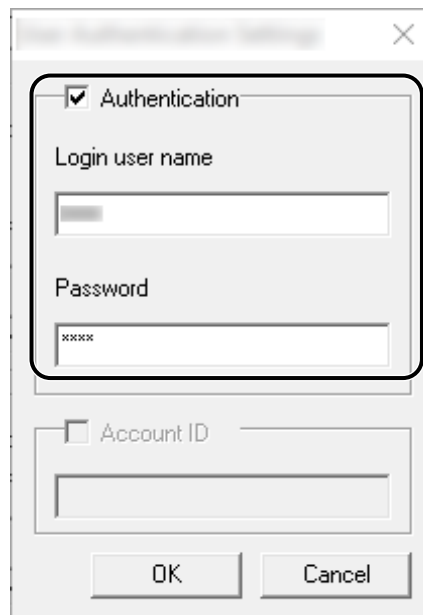 Authentication
Login user name
Password
****
Account ID
OK
Cancel